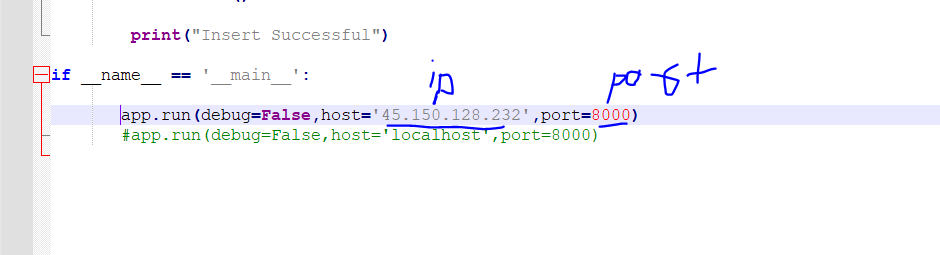 print("Insert Successful")
if __name__ == '__main__':
ip port
app.run(debug=False,host='45.150.128.232',port=8000)
#app.run(debug=False,host='localhost',port=8000)